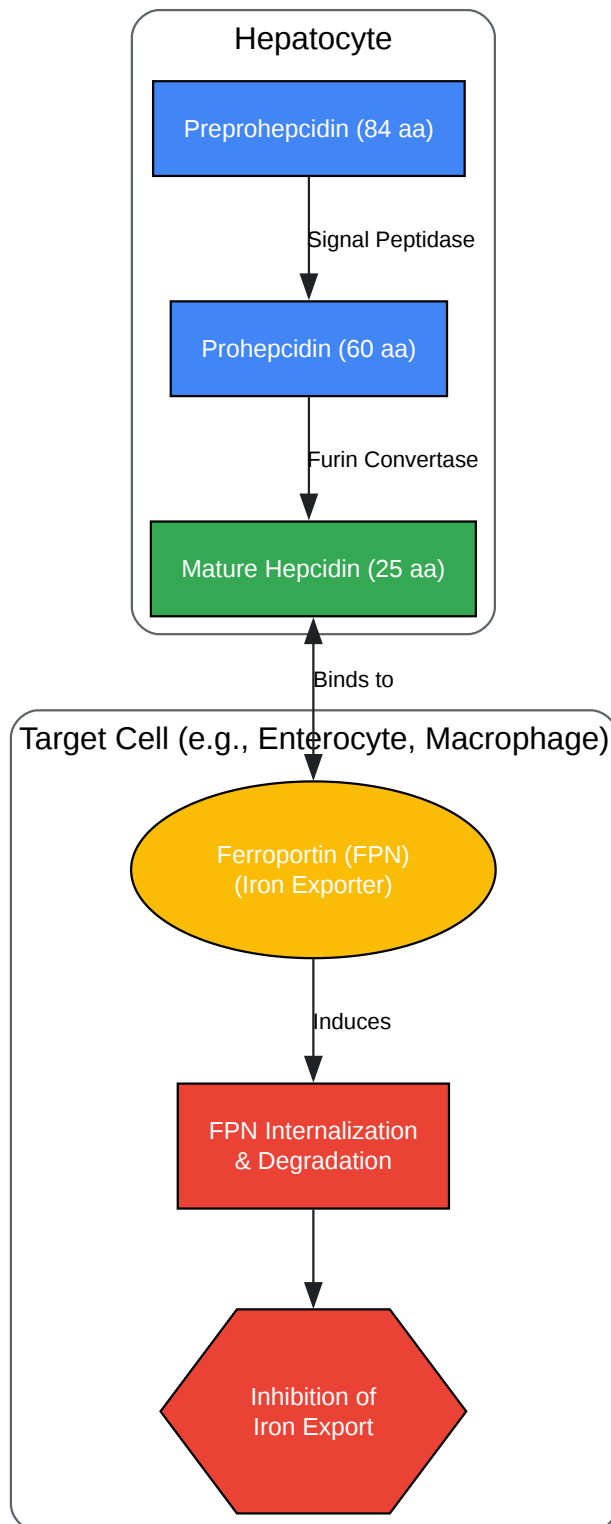 Hepatocyte
Preprohepcidin (84 aa)
Signal Peptidase
Prohepcidin (60 aa)
Furin Convertase
Mature Hepcidin (25 aa)
Binds to
Target Cell (e.g., Enterocyte, Macrophage)
Ferroportin (FPN)
(Iron Exporter)
Induces
FPN Internalization
& Degradation
Inhibition of
Iron Export